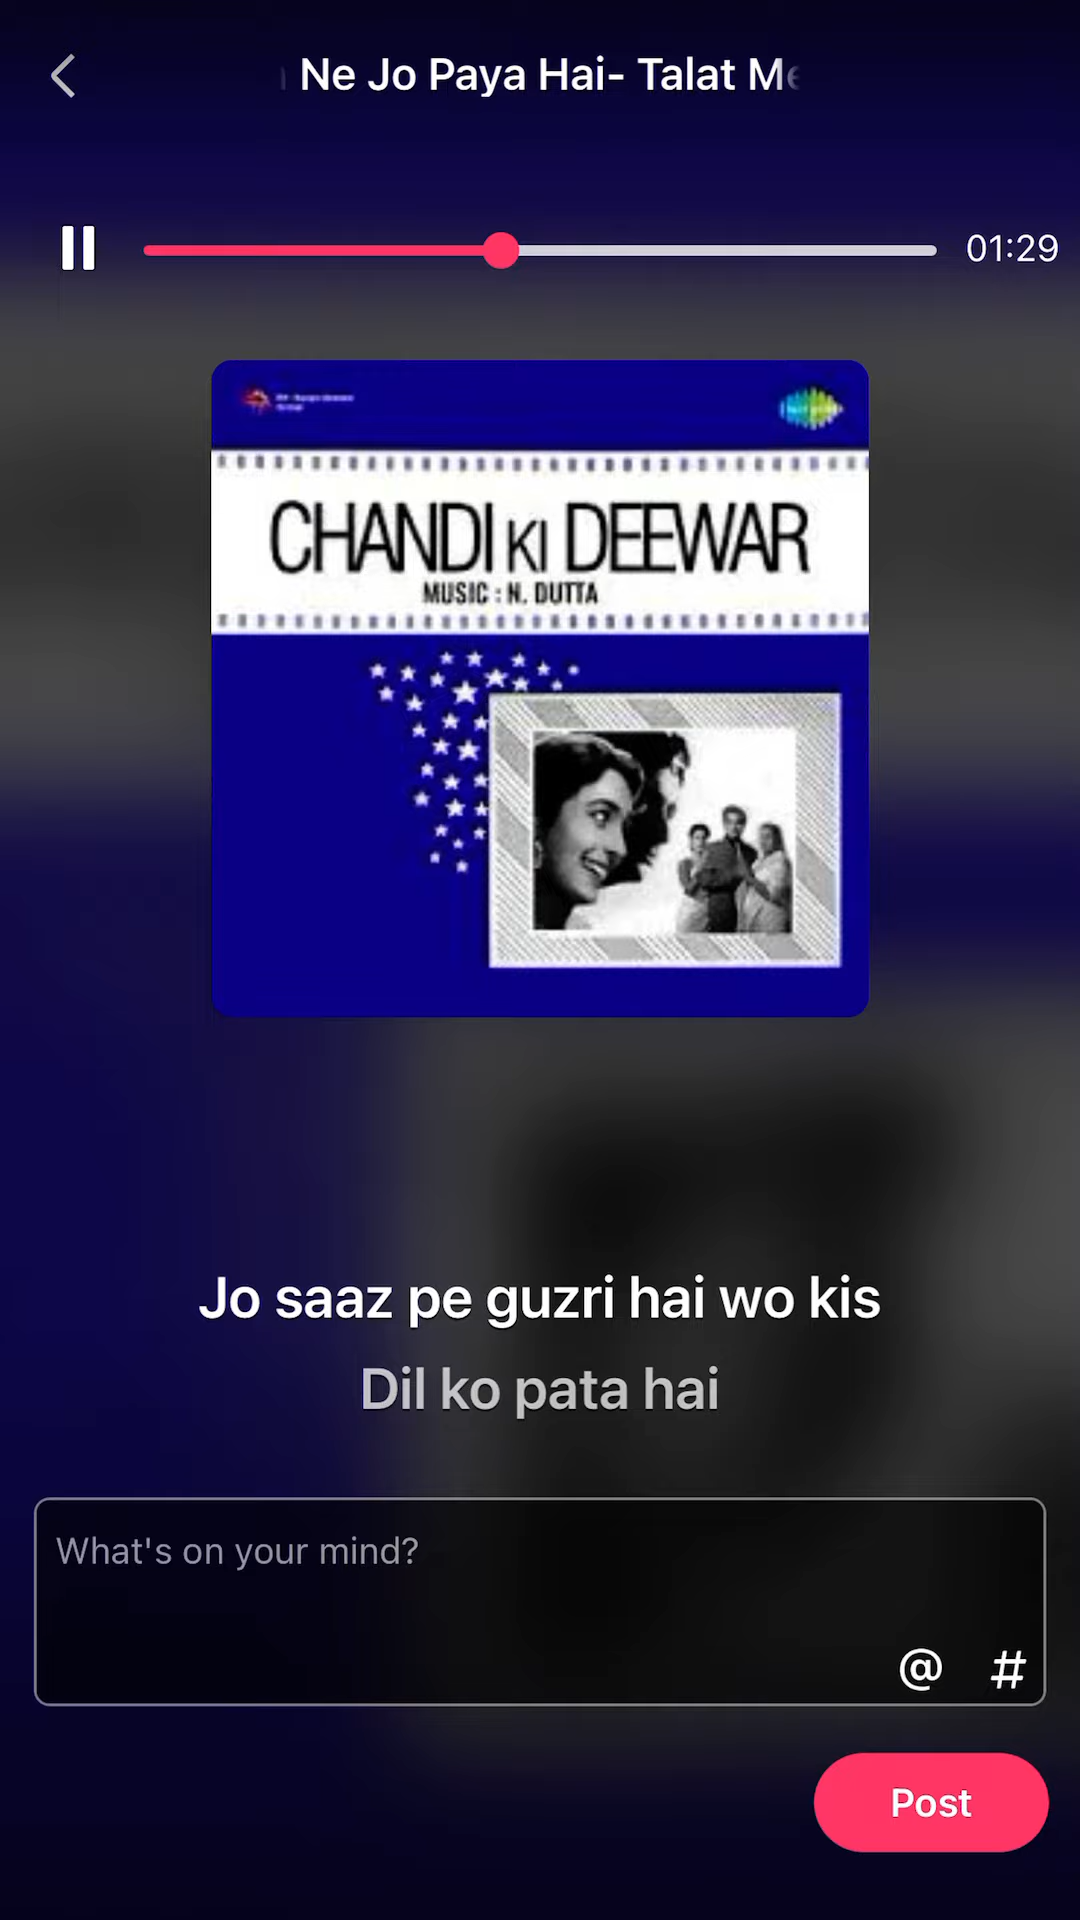 Ne Jo Paya Hai- Talat Me
01:29
CHANDI KI DEEWAR
MUSIC : N. DUTTA
Jo saaz pe guzri hai wo kis
Dil ko pata hai
What's on your mind?
@ #
Post